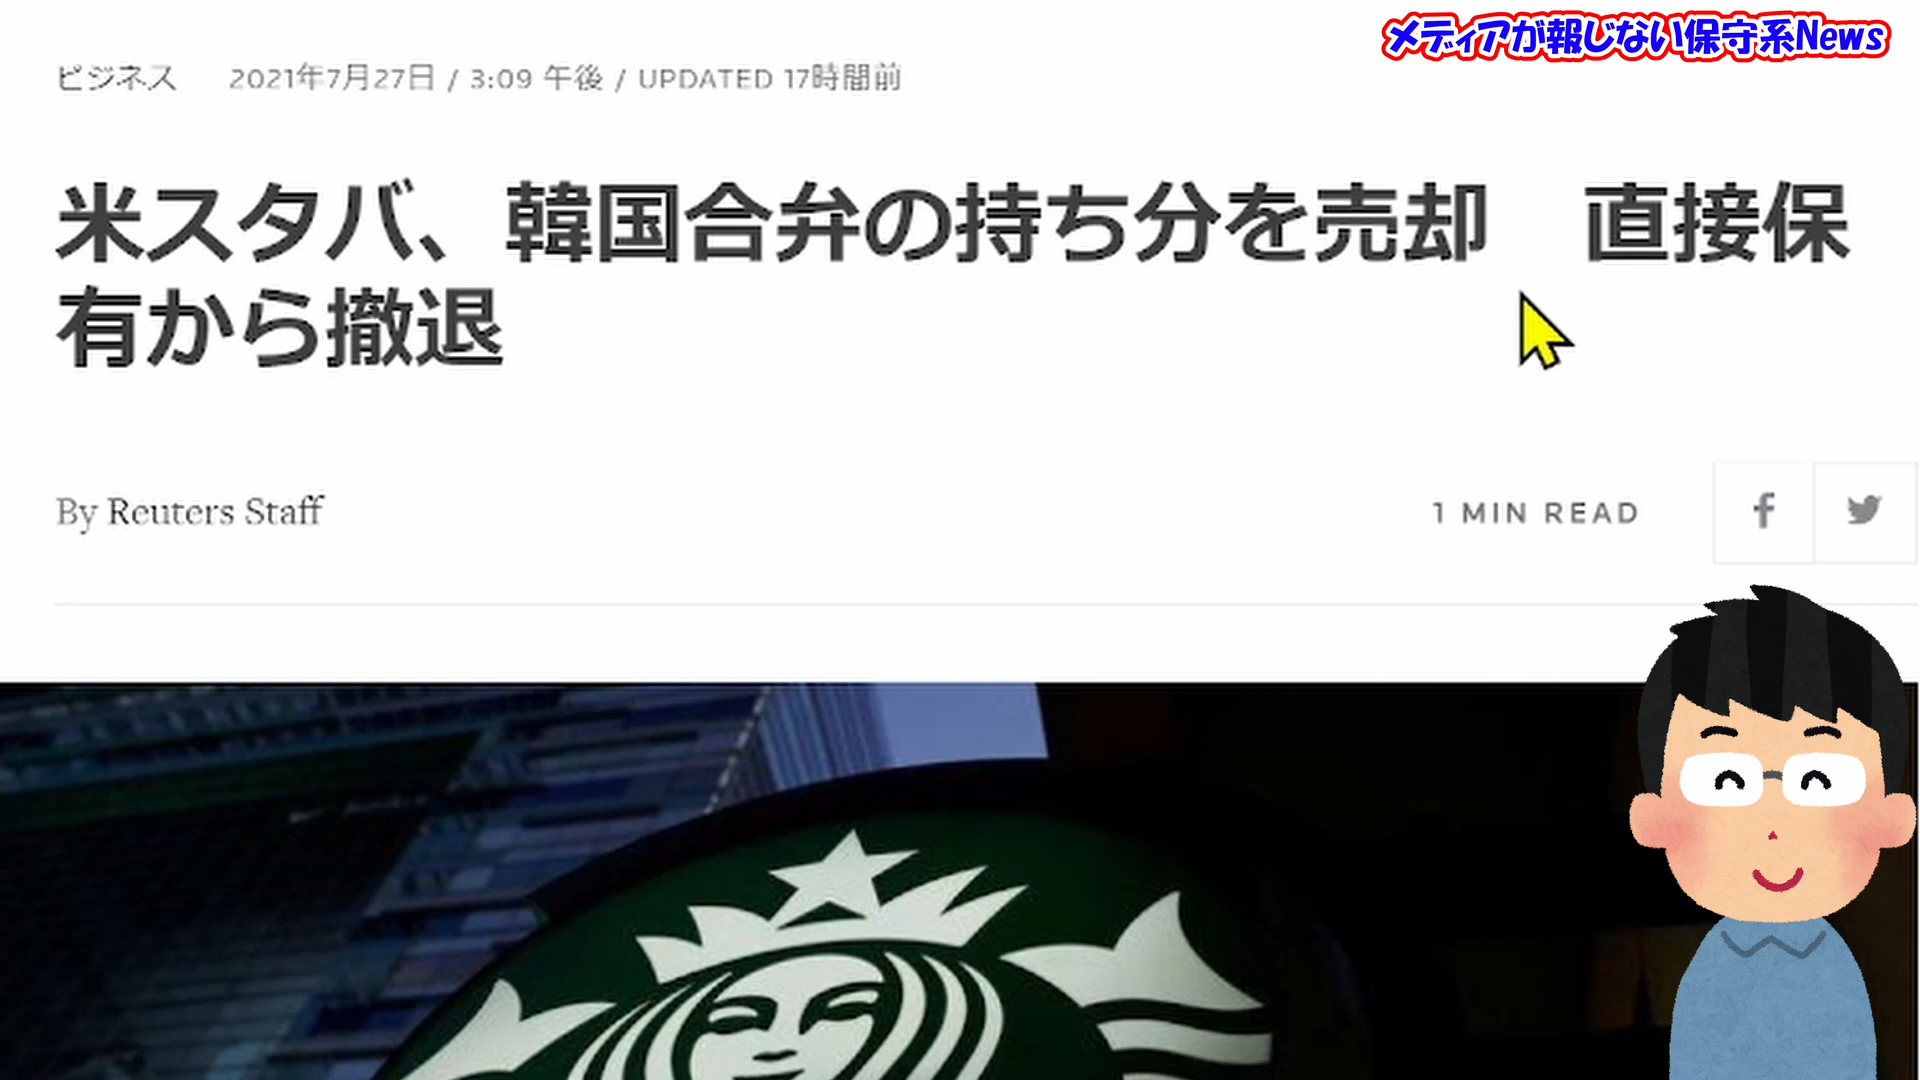 メディアが報じない保守系News
ビジネス 2021年7月27日 / 3:09 午後 / UPDATED 17時間前
米スタバ、韓国合弁の持ち分を売却 直接保
有から撤退
By Reuters Staff
1 MIN READ